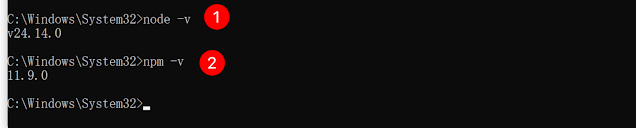 C:\Windows\System32>node -v 1
v24.14.0
C:\Windows\System32>npm -v 2
11.9.0
C:\Windows\System32>